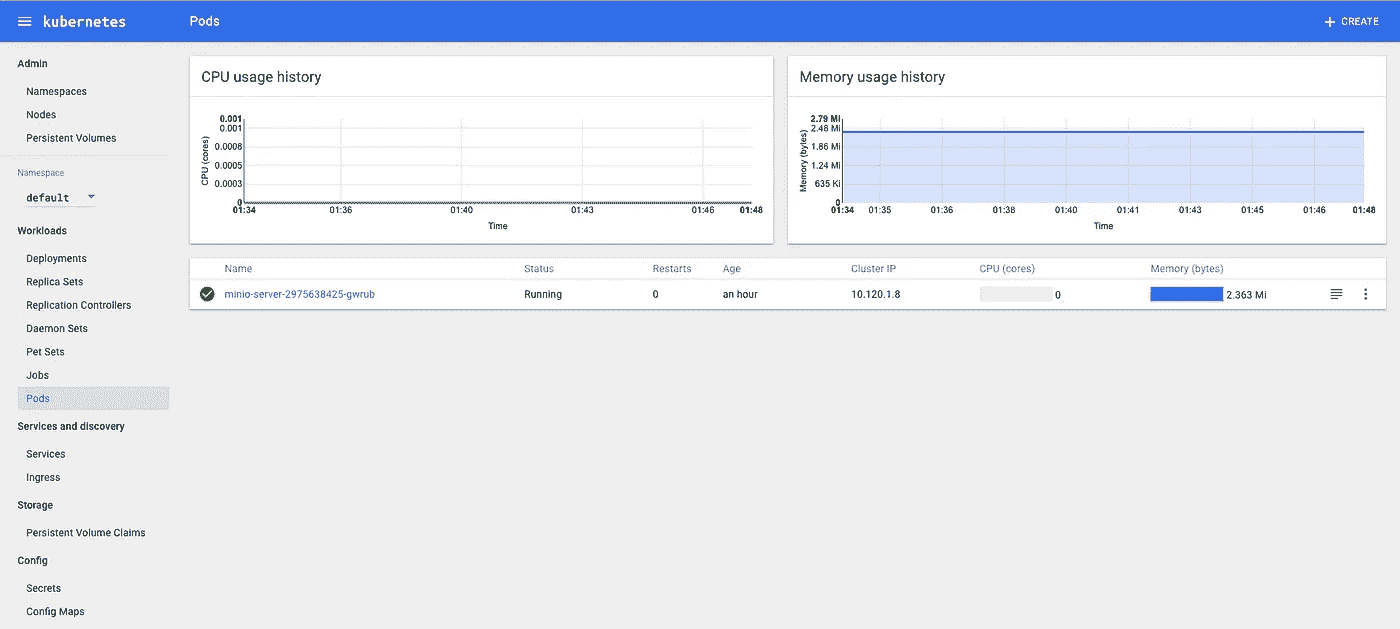 kubernetes Pods + CREATE
Admin
Namespaces
Nodes
Persistent Volumes
Namespace
default
Workloads
Deployments
Replica Sets
Replication Controllers
Daemon Sets
Pet Sets
Jobs
Pods
Services and discovery
Services
Ingress
Storage
Persistent Volume Claims
Config
Secrets
Config Maps
CPU usage history
CPU (cores)
0.001
0.001
0.0008
0.0005
0.0003
0
01:34 01:36 01:40 01:43 01:46 01:48
Time
Memory usage history
Memory (bytes)
2.79 Mi
2.48 Mi
1.86 Mi
1.24 Mi
635 Ki
0
01:34 01:35 01:36 01:38 01:40 01:41 01:43 01:45 01:46 01:48
Time
Name Status Restarts Age Cluster IP CPU (cores) Memory (bytes)
minio-server-2975638425-gwrub Running 0 an hour 10.120.1.8 0 2.363 Mi